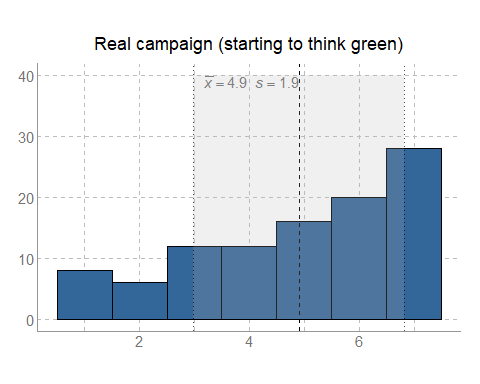 Real campaign (starting to think green)
x̅ = 4.9 s = 1.9
40
30
20
10
0
2 4 6